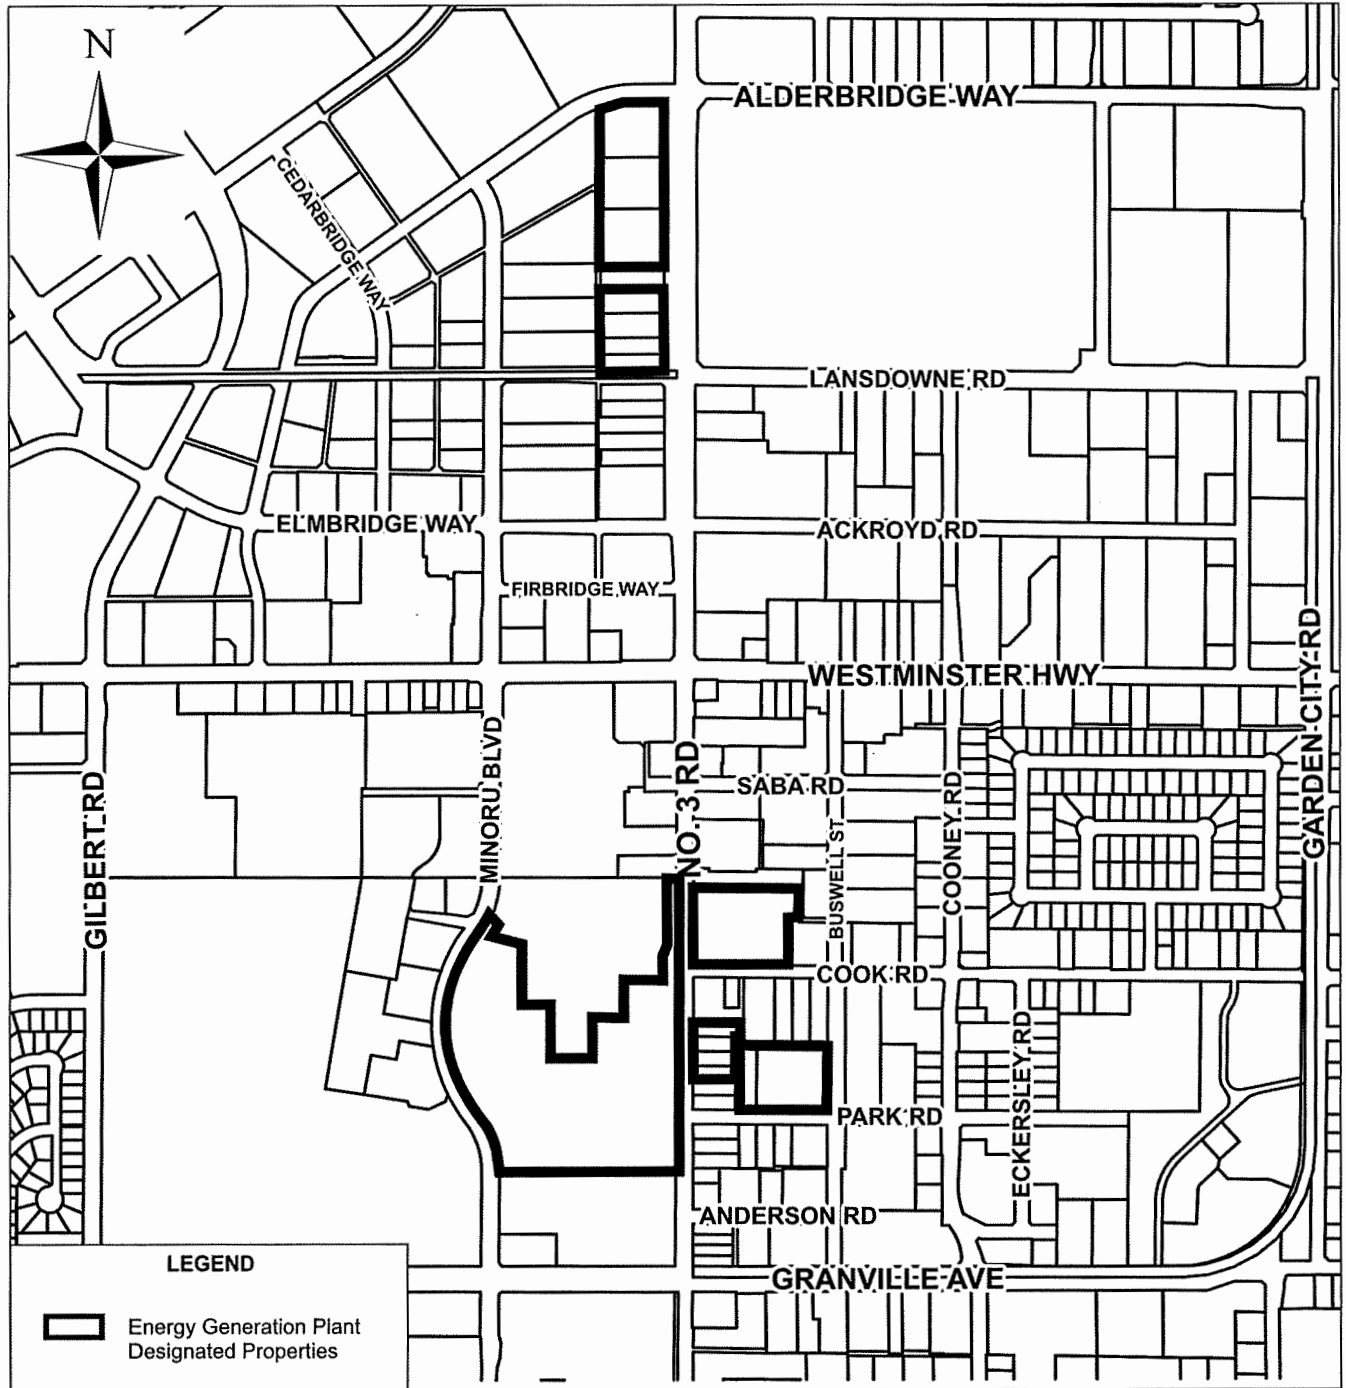 N
ALDERBRIDGE WAY
CEDARBRIDGE WAY
LANSDOWNE RD
ELMBRIDGE WAY
ACKROYD RD
FIRBRIDGE WAY
WESTMINSTER HWY
GARDEN CITY RD
MINORU BLVD
NO. 3 RD
SABA RD
GILBERT RD
BUSWELL ST
COONEY RD
COOK RD
ECKERSLEY RD
PARK RD
ANDERSON RD
GRANVILLE AVE
LEGEND
Energy Generation Plant
Designated Properties